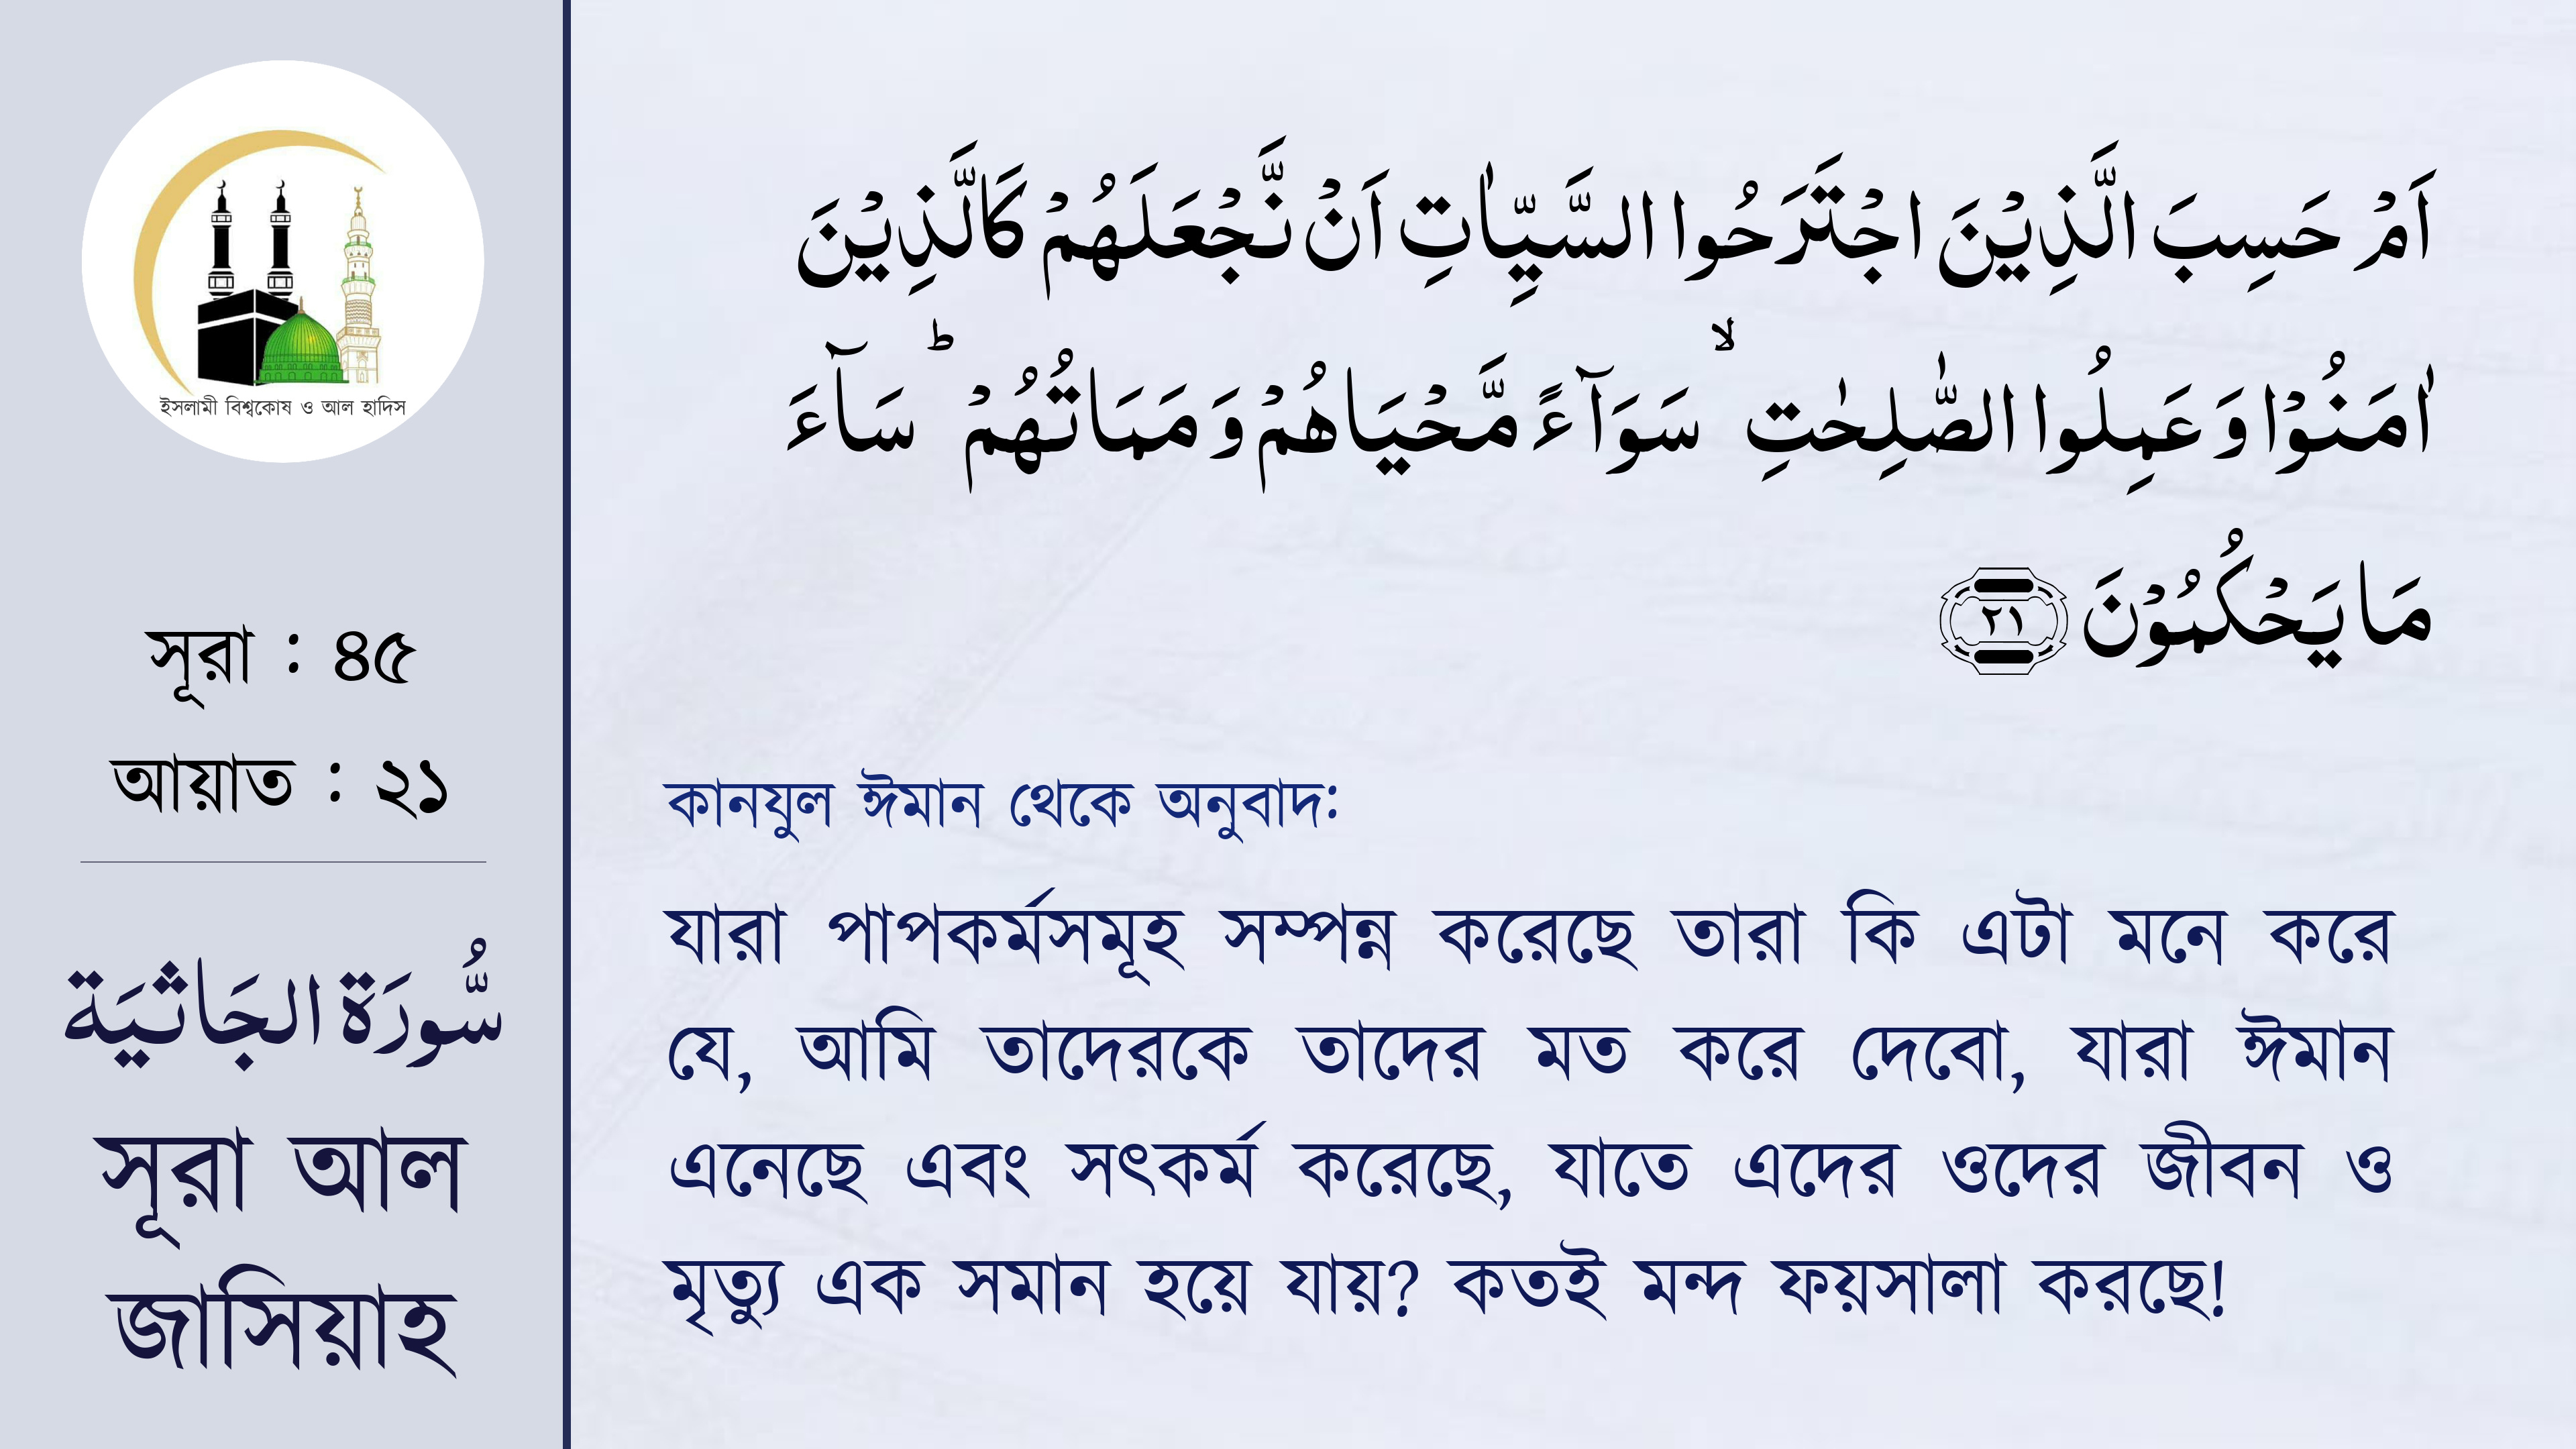 ইসলামী বিশ্বকোষ ও আল হাদিস
সূরা : ৪৫
আয়াত : ২১
سُّورَة الجَاثيَة
সূরা আল
জাসিয়াহ
اَمْ حَسِبَ الَّذِيْنَ اجْتَرَحُوا السَّيِّاٰتِ اَنْ نَّجْعَلَهُمْ كَالَّذِيْنَ
اٰمَنُوْا وَ عَمِلُوا الصّٰلِحٰتِ ۙ سَوَآءً مَّحْيَاهُمْ وَ مَمَاتُهُمْ ؕ سَآءَ
مَا يَحْكُمُوْنَ ۝۲۱
কানযুল ঈমান থেকে অনুবাদ:
যারা পাপকর্মসমূহ সম্পন্ন করেছে তারা কি এটা মনে করে
যে, আমি তাদেরকে তাদের মত করে দেবো, যারা ঈমান
এনেছে এবং সৎকর্ম করেছে, যাতে এদের ওদের জীবন ও
মৃত্যু এক সমান হয়ে যায়? কতই মন্দ ফয়সালা করছে!